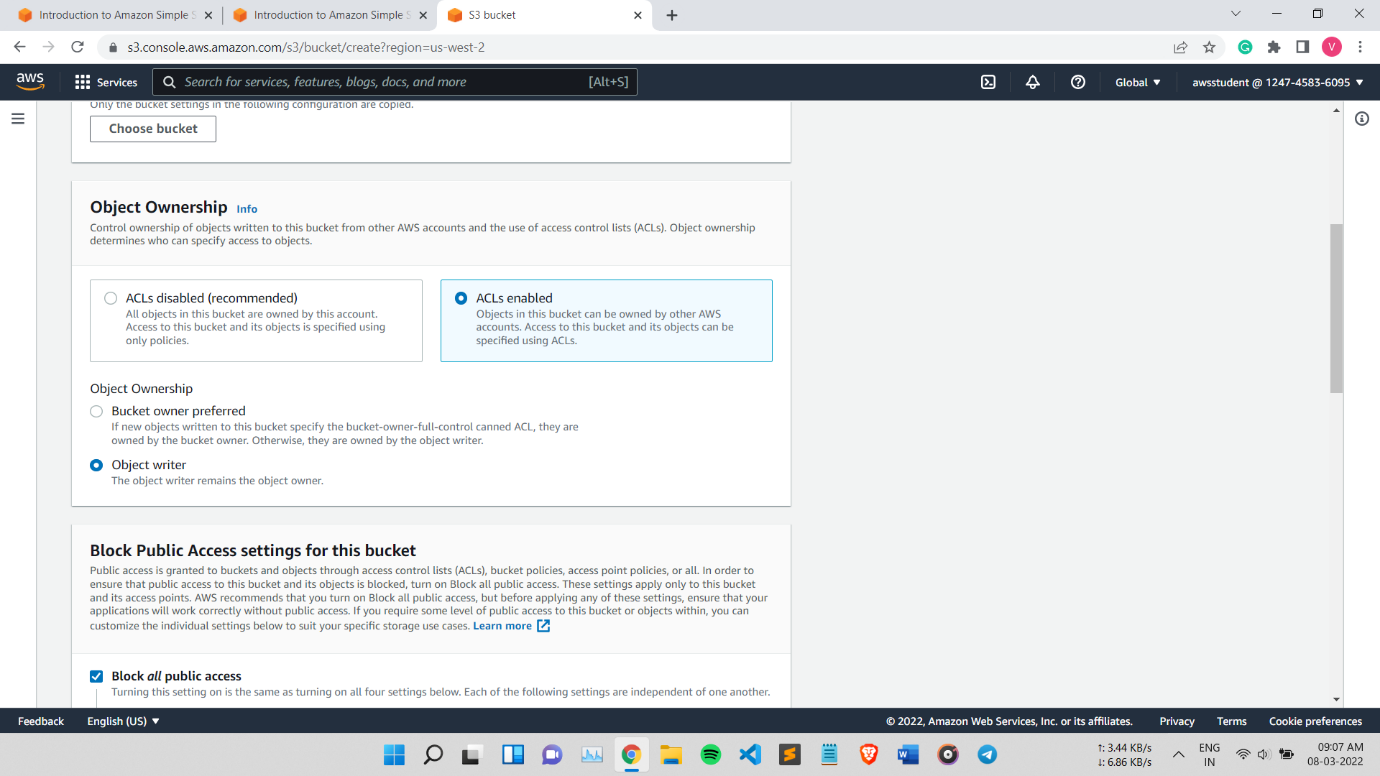 Introduction to Amazon Simple S
Introduction to Amazon Simple S
S3 bucket
s3.console.aws.amazon.com/s3/bucket/create?region=us-west-2
V
aws
Services
Search for services, features, blogs, docs, and more
[Alt+S]
Global
awsstudent @ 1247-4583-6095
Only the bucket settings in the following configuration are copied.
Choose bucket
Object Ownership Info
Control ownership of objects written to this bucket from other AWS accounts and the use of access control lists (ACLs). Object ownership
determines who can specify access to objects.
ACLs disabled (recommended)
All objects in this bucket are owned by this account.
Access to this bucket and its objects is specified using
only policies.
ACLs enabled
Objects in this bucket can be owned by other AWS
accounts. Access to this bucket and its objects can be
specified using ACLs.
Object Ownership
Bucket owner preferred
If new objects written to this bucket specify the bucket-owner-full-control canned ACL, they are
owned by the bucket owner. Otherwise, they are owned by the object writer.
Object writer
The object writer remains the object owner.
Block Public Access settings for this bucket
Public access is granted to buckets and objects through access control lists (ACLs), bucket policies, access point policies, or all. In order to
ensure that public access to this bucket and its objects is blocked, turn on Block all public access. These settings apply only to this bucket
and its access points. AWS recommends that you turn on Block all public access, but before applying any of these settings, ensure that your
applications will work correctly without public access. If you require some level of public access to this bucket or objects within, you can
customize the individual settings below to suit your specific storage use cases. Learn more
Block all public access
Turning this setting on is the same as turning on all four settings below. Each of the following settings are independent of one another.
Feedback
English (US)
© 2022, Amazon Web Services, Inc. or its affiliates.
Privacy
Terms
Cookie preferences
↑: 3.44 KB/s
↓: 6.86 KB/s
ENG
IN
09:07 AM
08-03-2022